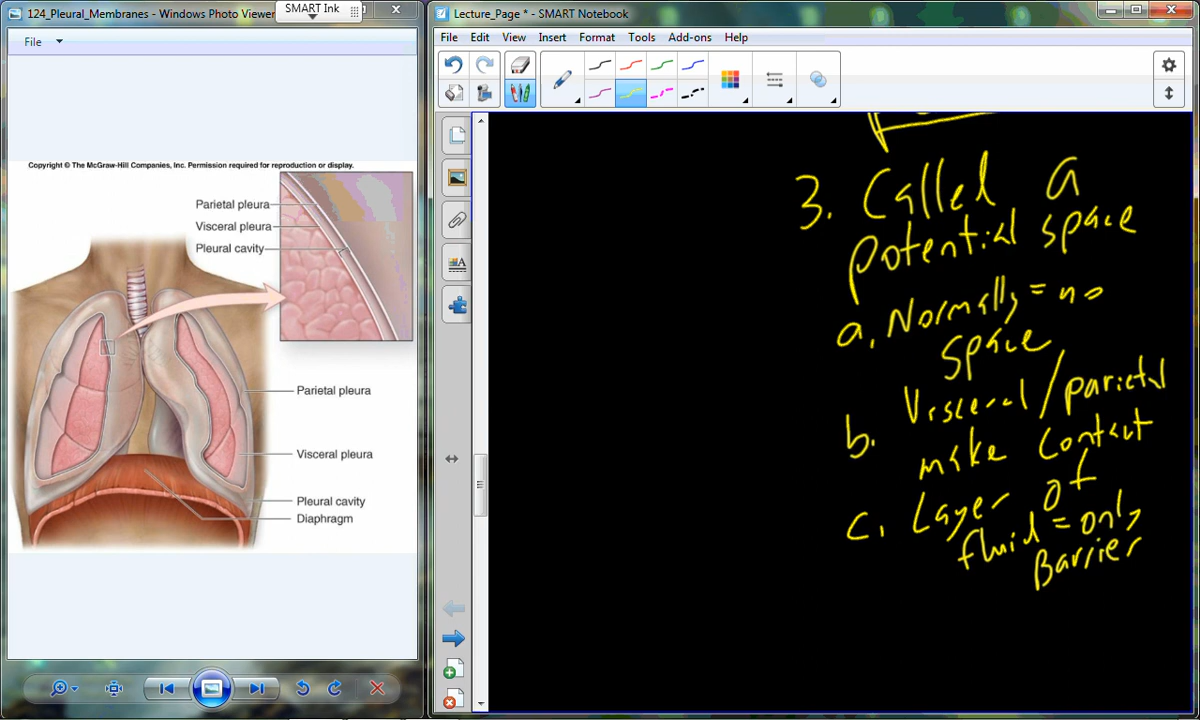 124_Pleural_Membranes - Windows Photo Viewer
SMART Ink
File
Copyright © The McGraw-Hill Companies, Inc. Permission required for reproduction or display.
Parietal pleura
Visceral pleura
Pleural cavity
Parietal pleura
Visceral pleura
Pleural cavity
Diaphragm
Lecture_Page * - SMART Notebook
File Edit View Insert Format Tools Add-ons Help
3. Called a
potential space
a. Normally = no
space
b. Visceral/parietal
make contact
c. Layer of
fluid = only
Barrier